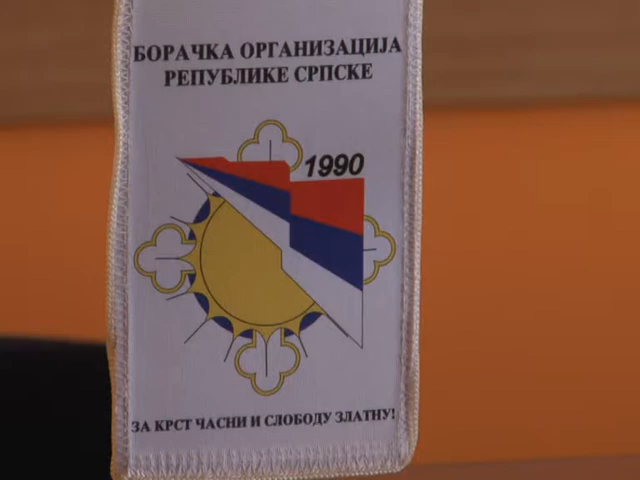 БОРАЧКА ОРГАНИЗАЦИЈА
РЕПУБЛИКЕ СРПСКЕ
1990
ЗА КРСТ ЧАСНИ И СЛОБОДУ ЗЛАТНУ!